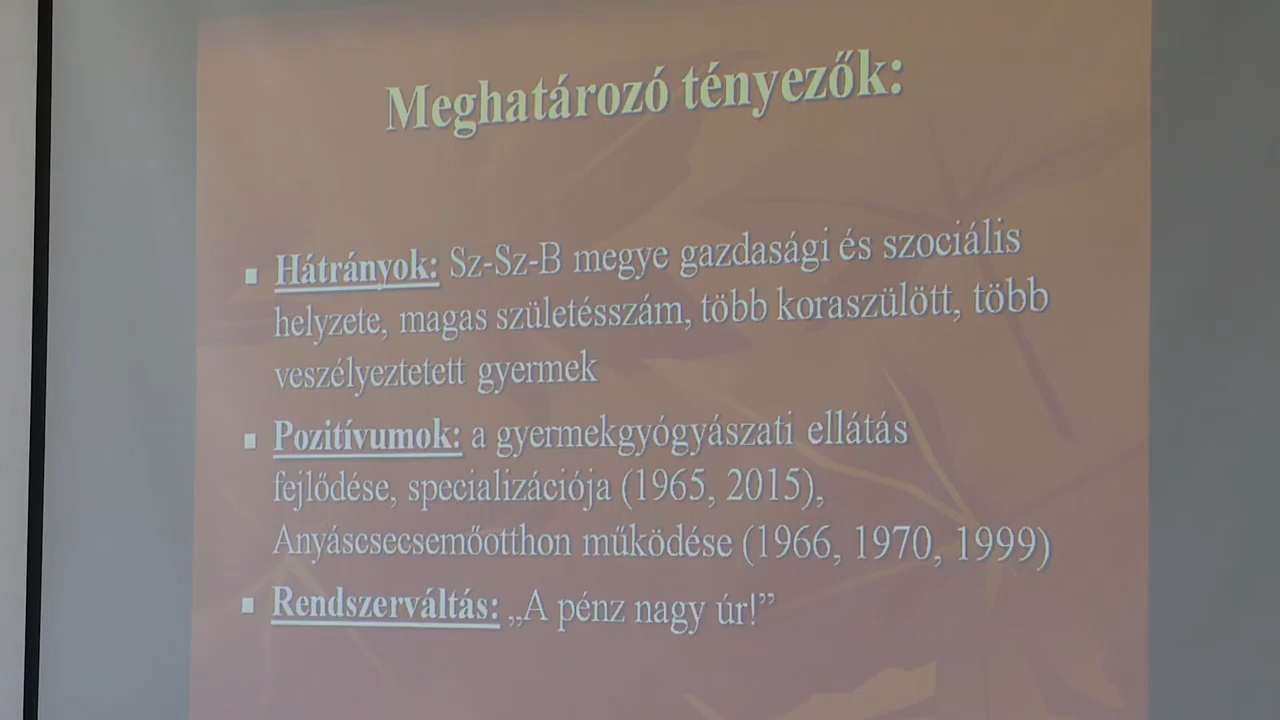 Meghatározó tényezők:
▪ Hátrányok: Sz-Sz-B megye gazdasági és szociális
helyzete, magas születésszám, több koraszülött, több
veszélyeztetett gyermek
▪ Pozitívumok: a gyermekgyógyászati ellátás
fejlődése, specializációja (1965, 2015),
Anyáscsecsemőotthon működése (1966, 1970, 1999)
▪ Rendszerváltás: „A pénz nagy úr!”